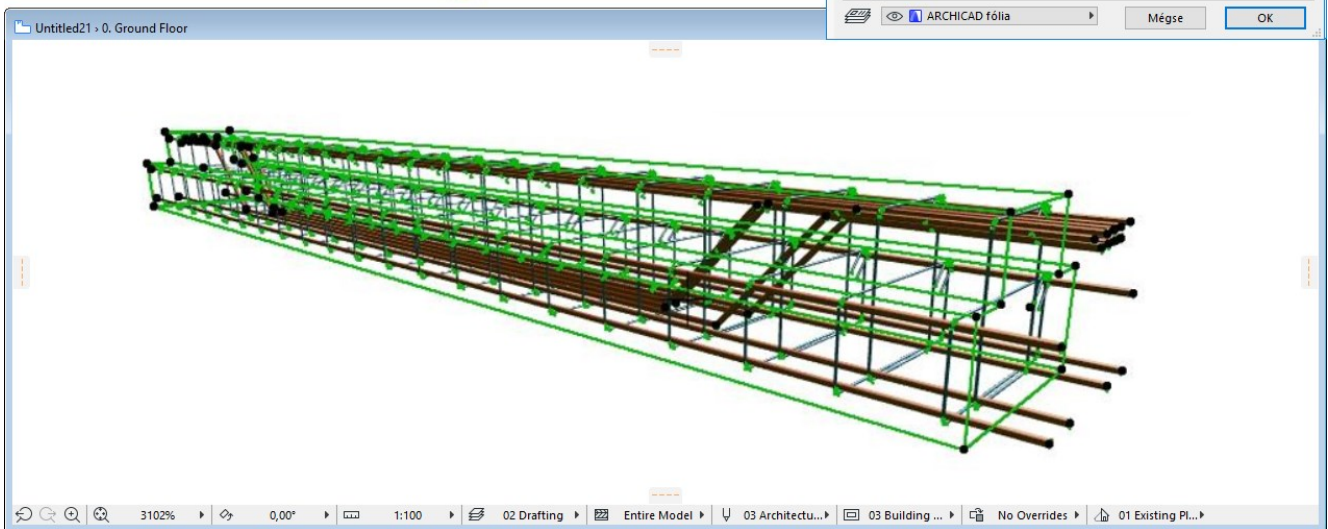 ARCHICAD fólia
Mégse
OK
Untitled21 › 0. Ground Floor
3102%
0,00°
1:100
02 Drafting
Entire Model
03 Architectu...
03 Building ...
No Overrides
01 Existing Pl...